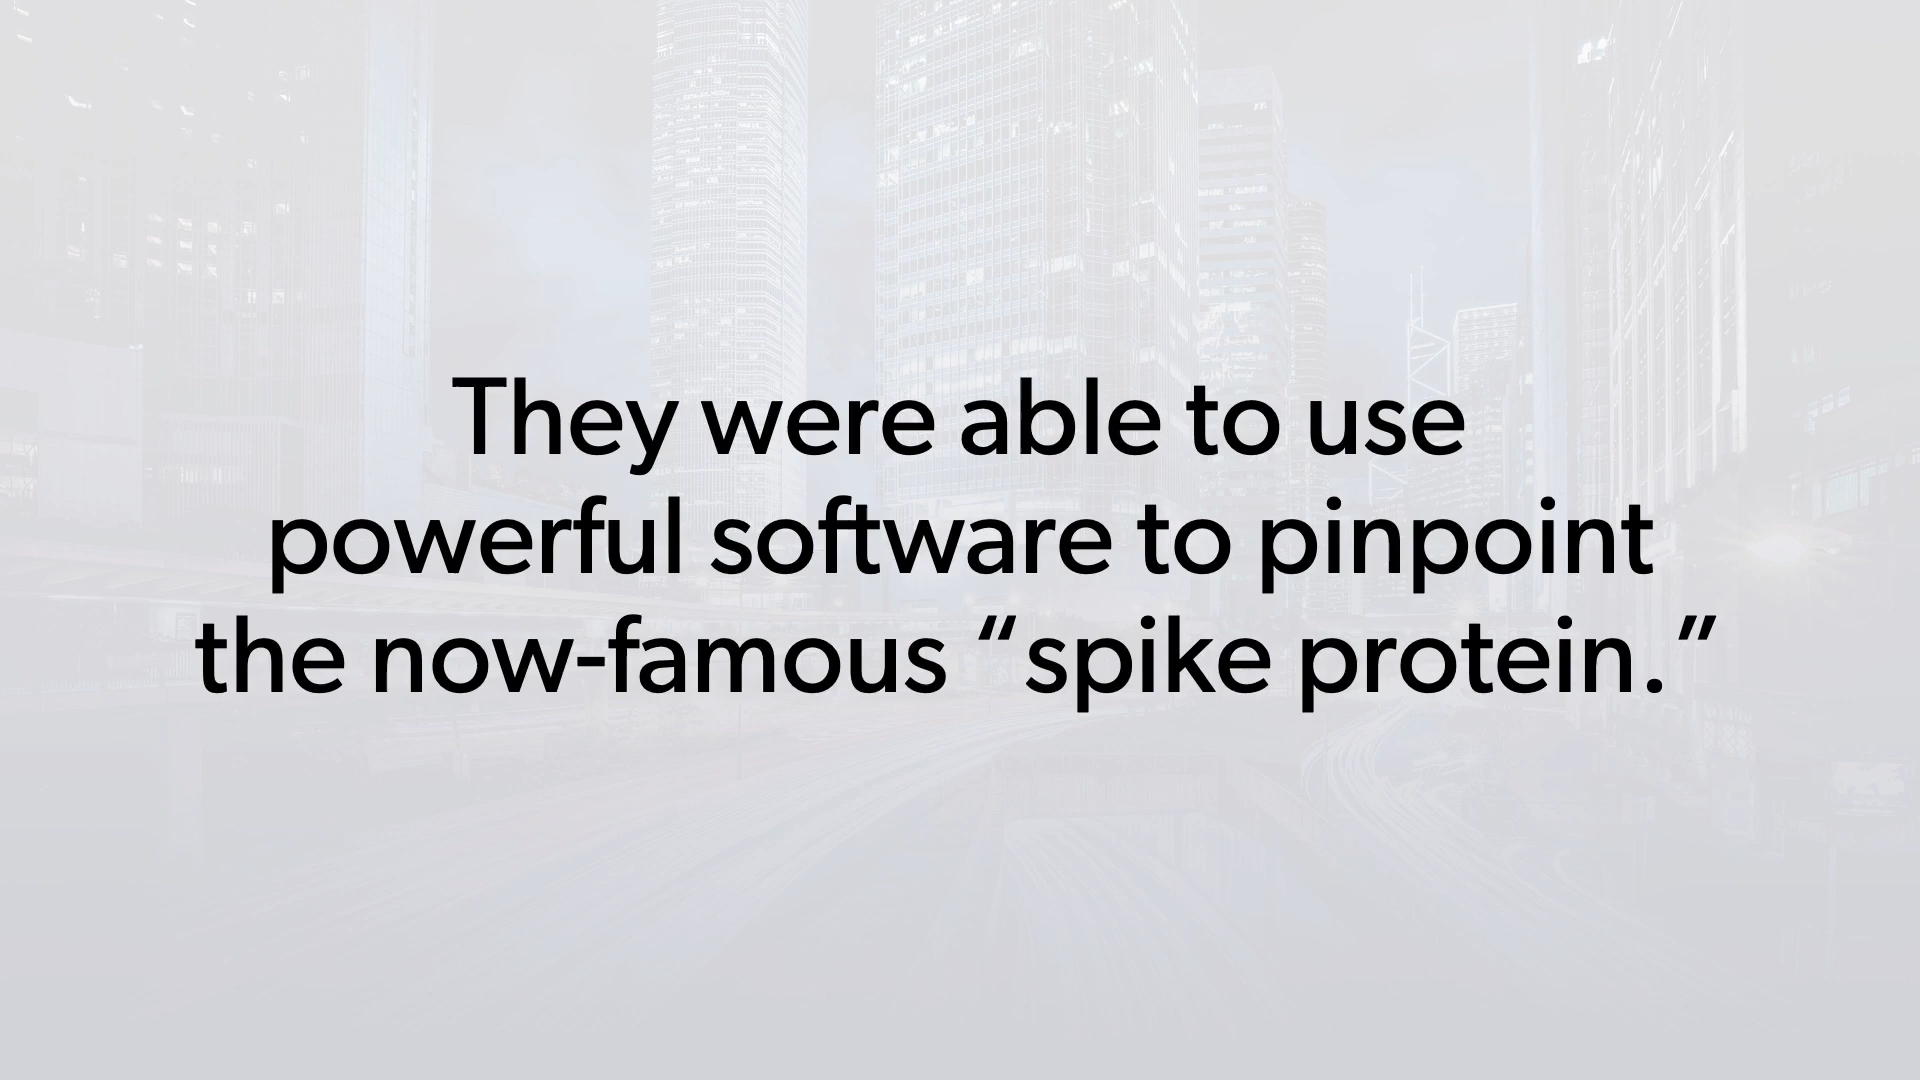 They were able to use
powerful software to pinpoint
the now-famous “spike protein.”